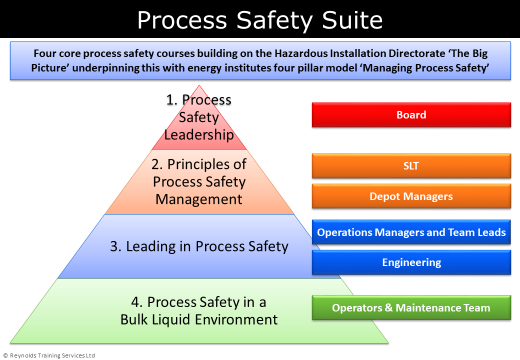 Process Safety Suite
Four core process safety courses building on the Hazardous Installation Directorate ‘The Big
Picture’ underpinning this with energy institutes four pillar model ‘Managing Process Safety’
1. Process
Safety
Leadership
Board
2. Principles of
Process Safety
Management
SLT
Depot Managers
3. Leading in Process Safety
Operations Managers and Team Leads
Engineering
4. Process Safety in a
Bulk Liquid Environment
Operators & Maintenance Team
© Reynolds Training Services Ltd